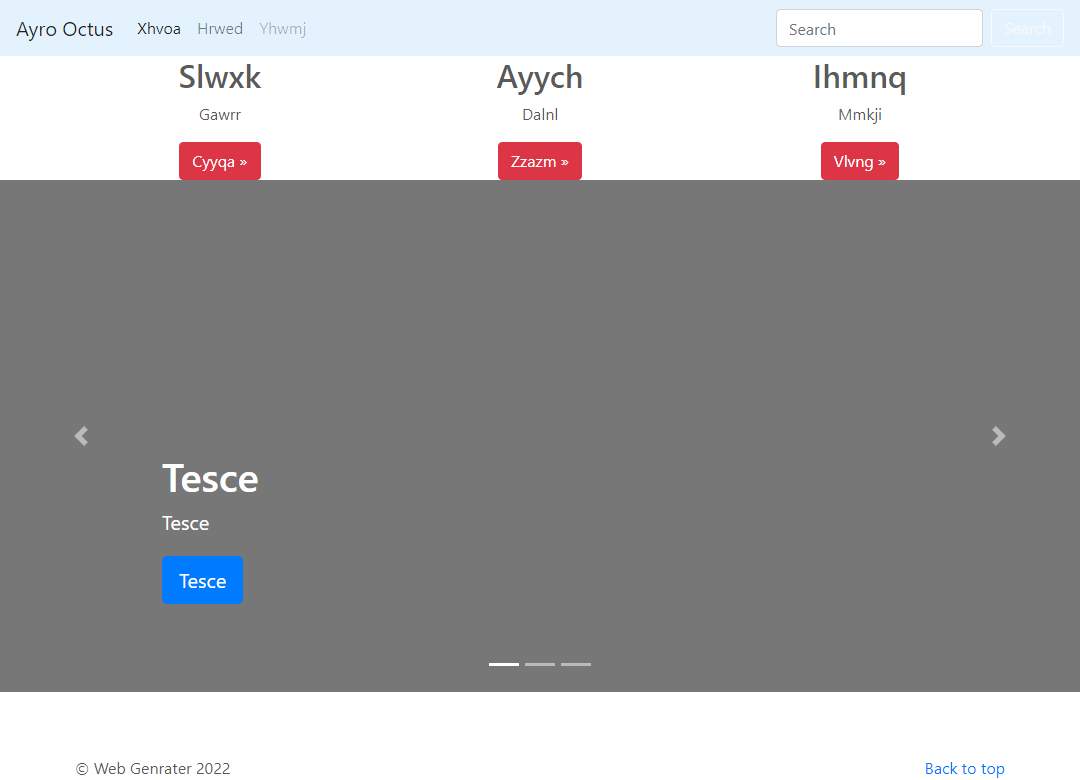 Ayro Octus Xhvoa Hrwed Yhwmj Search Search
Slwxk Ayych Ihmnq
Gawrr Dalnl Mmkji
Cyyqa » Zzazm » Vlvng »
Tesce
Tesce
Tesce
© Web Genrater 2022 Back to top